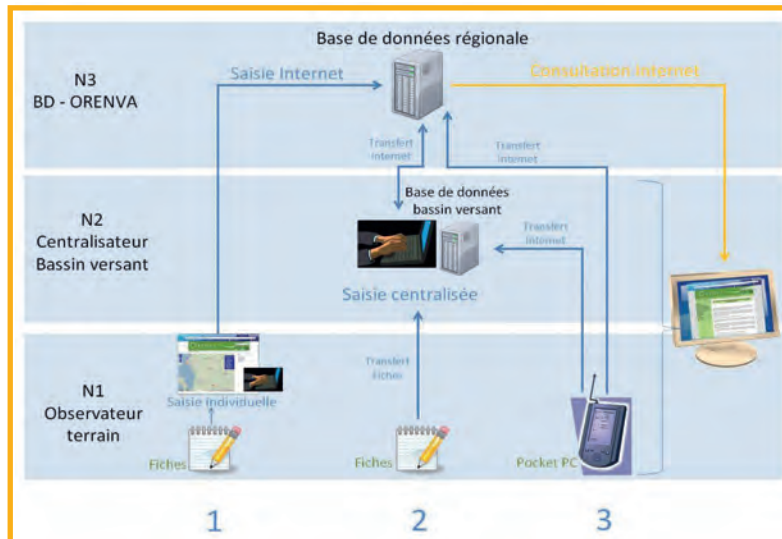 Base de données régionale
N3
BD - ORENVA
Saisie Internet
Consultation internet
Transfert
internet
Transfert
internet
N2
Centralisateur
Bassin versant
Base de données
bassin versant
Transfert
internet
Saisie centralisée
N1
Observateur
terrain
Saisie individuelle
Transfert
Fiches
Fiches
Fiches
Pocket PC
1
2
3